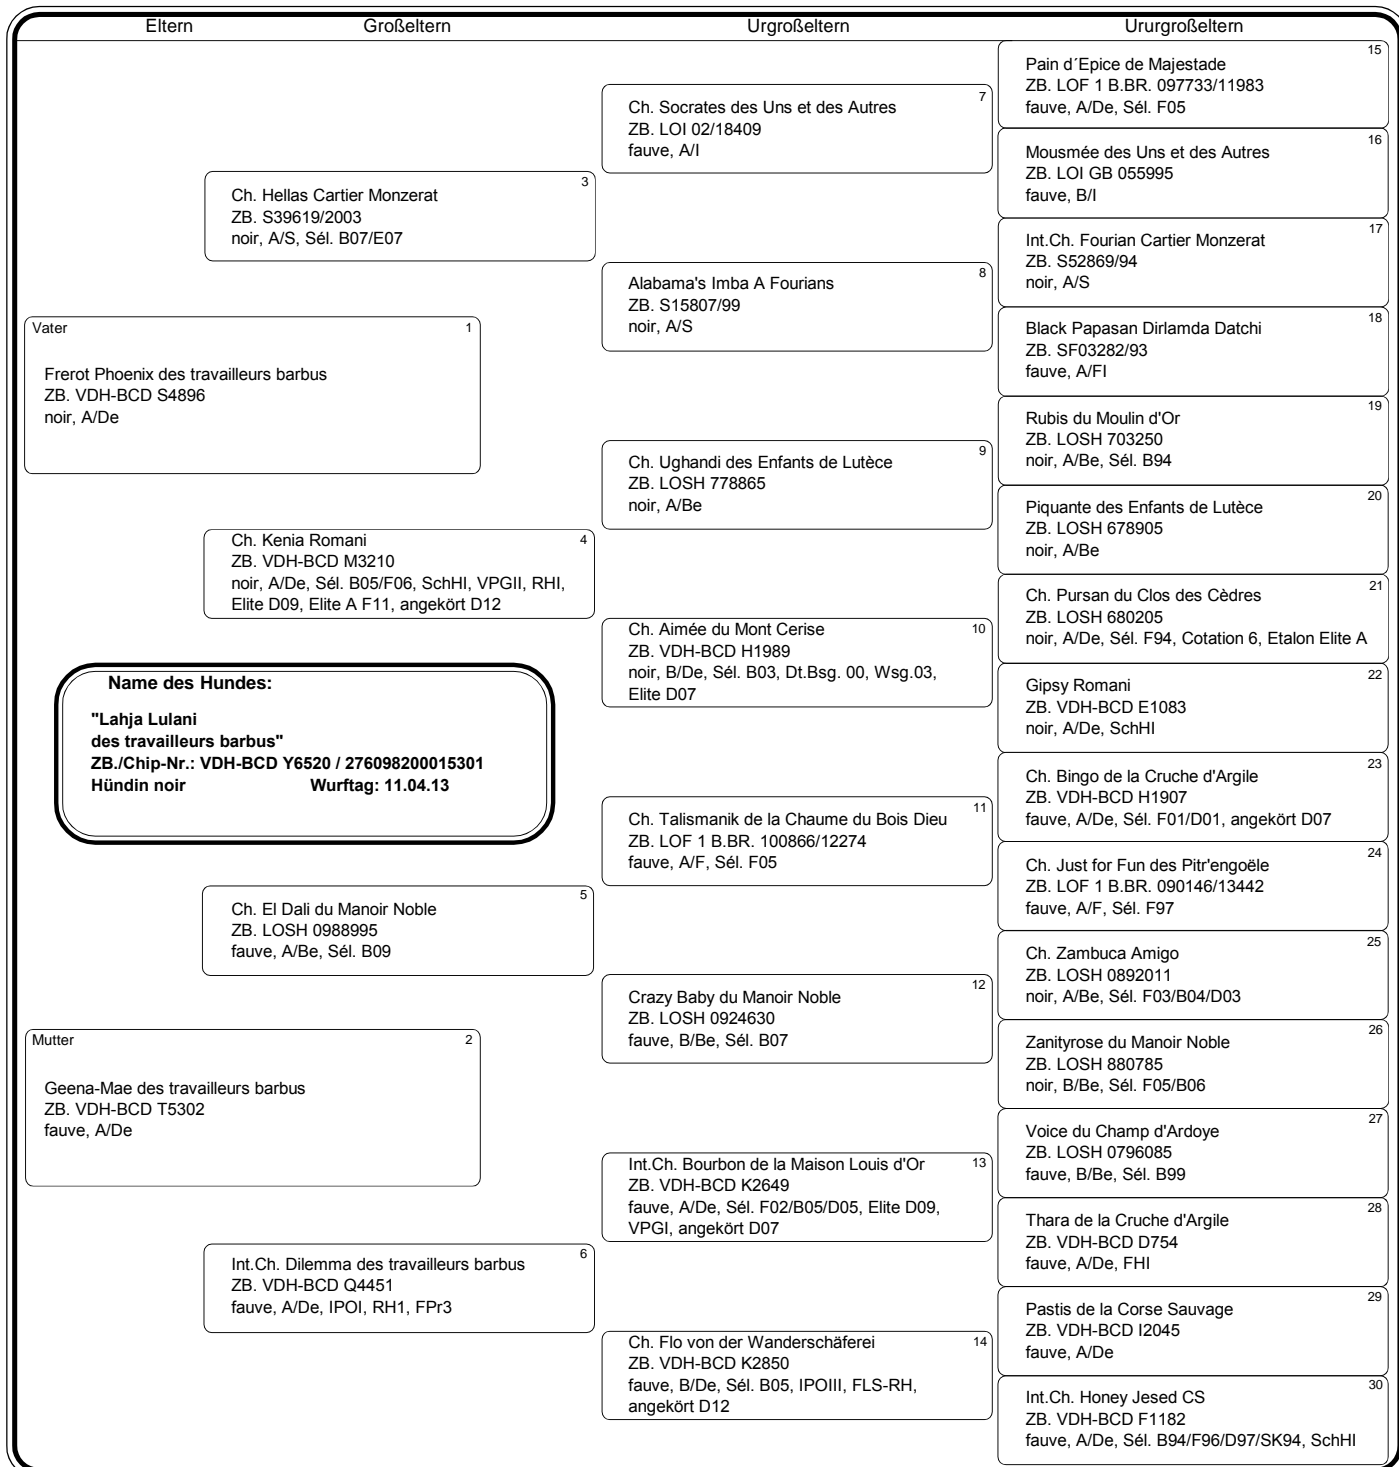 Eltern Großeltern Urgroßeltern Ururgroßeltern
Vater 1
Frerot Phoenix des travailleurs barbus
ZB. VDH-BCD S4896
noir, A/De
Name des Hundes:
"Lahja Lulani
des travailleurs barbus"
ZB./Chip-Nr.: VDH-BCD Y6520 / 276098200015301
Hündin noir Wurftag: 11.04.13
Mutter 2
Geena-Mae des travailleurs barbus
ZB. VDH-BCD T5302
fauve, A/De
3
Ch. Hellas Cartier Monzerat
ZB. S39619/2003
noir, A/S, Sél. B07/E07
4
Ch. Kenia Romani
ZB. VDH-BCD M3210
noir, A/De, Sél. B05/F06, SchHI, VPGII, RHI,
Elite D09, Elite A F11, angekört D12
5
Ch. El Dali du Manoir Noble
ZB. LOSH 0988995
fauve, A/Be, Sél. B09
6
Int.Ch. Dilemma des travailleurs barbus
ZB. VDH-BCD Q4451
fauve, A/De, IPOI, RH1, FPr3
7
Ch. Socrates des Uns et des Autres
ZB. LOI 02/18409
fauve, A/I
8
Alabama's Imba A Fourians
ZB. S15807/99
noir, A/S
9
Ch. Ughandi des Enfants de Lutèce
ZB. LOSH 778865
noir, A/Be
10
Ch. Aimée du Mont Cerise
ZB. VDH-BCD H1989
noir, B/De, Sél. B03, Dt.Bsg. 00, Wsg.03,
Elite D07
11
Ch. Talismanik de la Chaume du Bois Dieu
ZB. LOF 1 B.BR. 100866/12274
fauve, A/F, Sél. F05
12
Crazy Baby du Manoir Noble
ZB. LOSH 0924630
fauve, B/Be, Sél. B07
13
Int.Ch. Bourbon de la Maison Louis d'Or
ZB. VDH-BCD K2649
fauve, A/De, Sél. F02/B05/D05, Elite D09,
VPGI, angekört D07
14
Ch. Flo von der Wanderschäferei
ZB. VDH-BCD K2850
fauve, B/De, Sél. B05, IPOIII, FLS-RH,
angekört D12
15
Pain d´Epice de Majestade
ZB. LOF 1 B.BR. 097733/11983
fauve, A/De, Sél. F05
16
Mousmée des Uns et des Autres
ZB. LOI GB 055995
fauve, B/I
17
Int.Ch. Fourian Cartier Monzerat
ZB. S52869/94
noir, A/S
18
Black Papasan Dirlamda Datchi
ZB. SF03282/93
fauve, A/FI
19
Rubis du Moulin d'Or
ZB. LOSH 703250
noir, A/Be, Sél. B94
20
Piquante des Enfants de Lutèce
ZB. LOSH 678905
noir, A/Be
21
Ch. Pursan du Clos des Cèdres
ZB. LOSH 680205
noir, A/De, Sél. F94, Cotation 6, Etalon Elite A
22
Gipsy Romani
ZB. VDH-BCD E1083
noir, A/De, SchHI
23
Ch. Bingo de la Cruche d'Argile
ZB. VDH-BCD H1907
fauve, A/De, Sél. F01/D01, angekört D07
24
Ch. Just for Fun des Pitr'engoële
ZB. LOF 1 B.BR. 090146/13442
fauve, A/F, Sél. F97
25
Ch. Zambuca Amigo
ZB. LOSH 0892011
noir, A/Be, Sél. F03/B04/D03
26
Zanityrose du Manoir Noble
ZB. LOSH 880785
noir, B/Be, Sél. F05/B06
27
Voice du Champ d'Ardoye
ZB. LOSH 0796085
fauve, B/Be, Sél. B99
28
Thara de la Cruche d'Argile
ZB. VDH-BCD D754
fauve, A/De, FHI
29
Pastis de la Corse Sauvage
ZB. VDH-BCD I2045
fauve, A/De
30
Int.Ch. Honey Jesed CS
ZB. VDH-BCD F1182
fauve, A/De, Sél. B94/F96/D97/SK94, SchHI